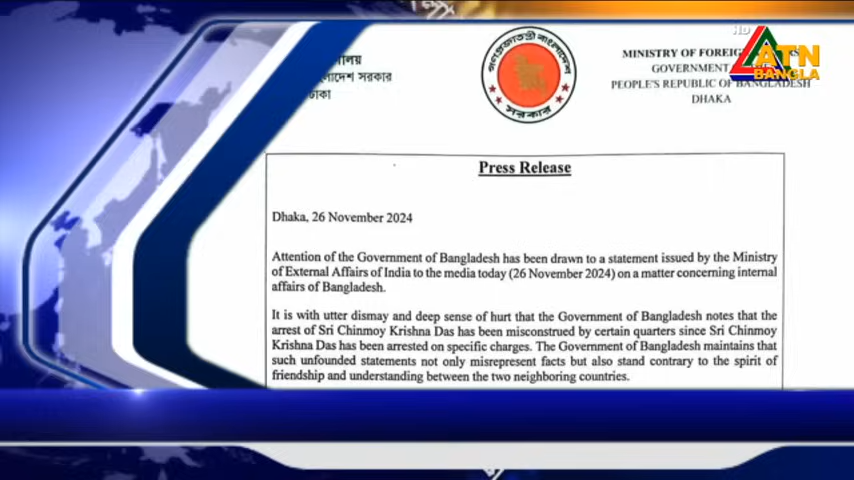 HD
ATN
BANGLA
বাংলাদেশ সরকার
ঢাকা
গণপ্রজাতন্ত্রী বাংলাদেশ
সরকার
MINISTRY OF FOREIGN
GOVERNMENT
PEOPLE'S REPUBLIC OF BANGLADESH
DHAKA
Press Release
Dhaka, 26 November 2024
Attention of the Government of Bangladesh has been drawn to a statement issued by the Ministry
of External Affairs of India to the media today (26 November 2024) on a matter concerning internal
affairs of Bangladesh.
It is with utter dismay and deep sense of hurt that the Government of Bangladesh notes that the
arrest of Sri Chinmoy Krishna Das has been misconstrued by certain quarters since Sri Chinmoy
Krishna Das has been arrested on specific charges. The Government of Bangladesh maintains that
such unfounded statements not only misrepresent facts but also stand contrary to the spirit of
friendship and understanding between the two neighboring countries.